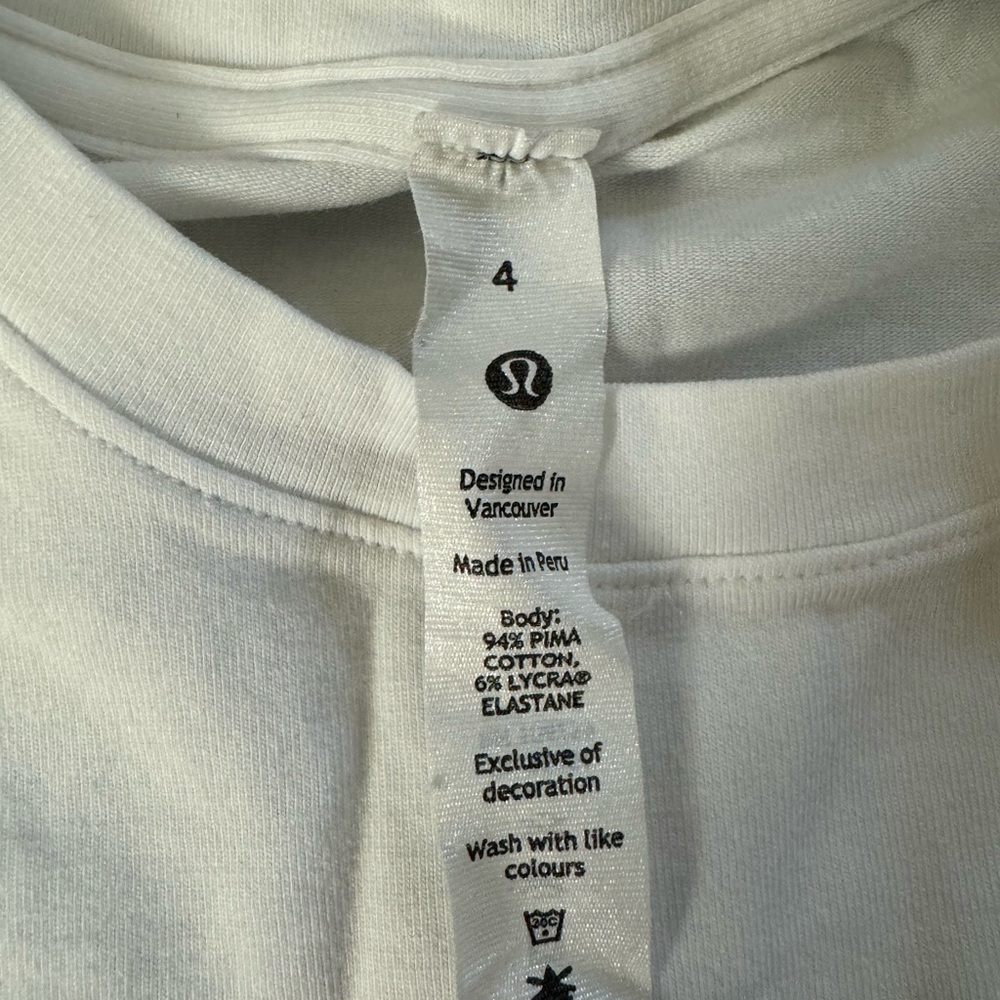 4
Designed in
Vancouver
Made in Peru
Body:
94% PIMA
COTTON,
6% LYCRA®
ELASTANE
Exclusive of
decoration
Wash with like
colours